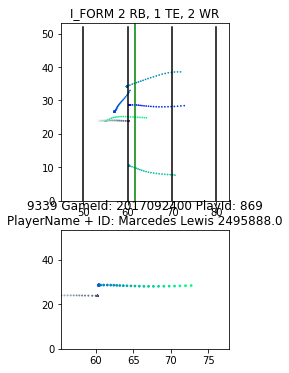 I_FORM 2 RB, 1 TE, 2 WR
50
40
30
20
10
0
50 60 70 80
9339 GameId: 2017092400 PlayId: 869
PlayerName + ID: Marcedes Lewis 2495888.0
40
20
0
60 65 70 75